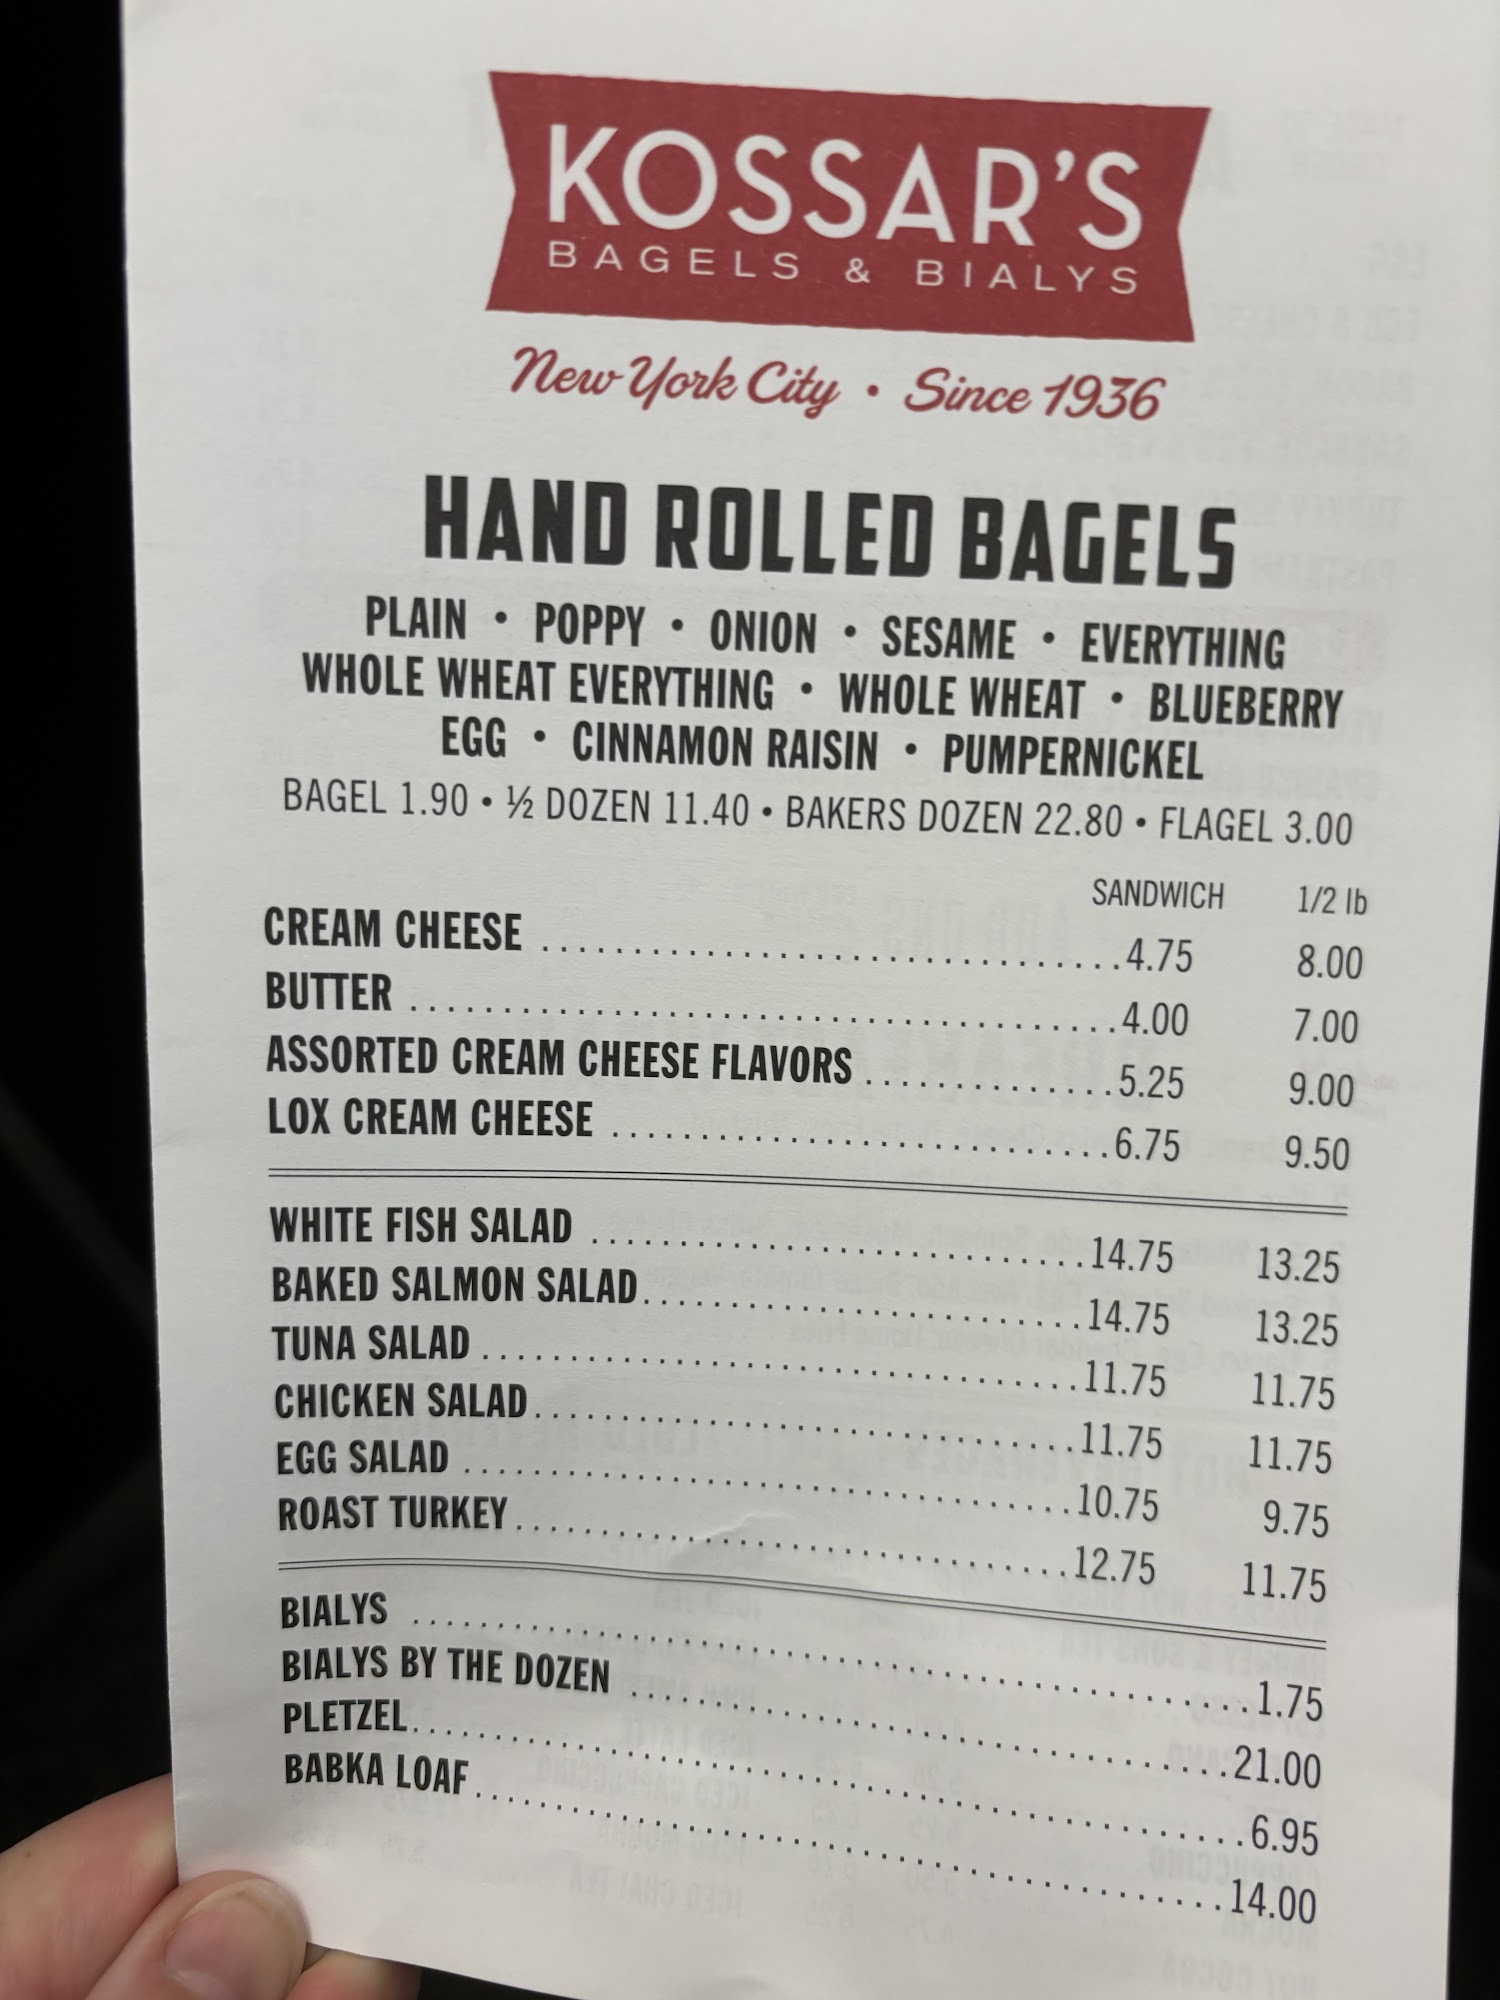 KOSSAR'S
BAGELS & BIALYS
New York City • Since 1936
HAND ROLLED BAGELS
PLAIN • POPPY • ONION • SESAME • EVERYTHING
WHOLE WHEAT EVERYTHING • WHOLE WHEAT • BLUEBERRY
EGG • CINNAMON RAISIN • PUMPERNICKEL
BAGEL 1.90 • ½ DOZEN 11.40 • BAKERS DOZEN 22.80 • FLAGEL 3.00
SANDWICH 1/2 lb
CREAM CHEESE 4.75 8.00
BUTTER 4.00 7.00
ASSORTED CREAM CHEESE FLAVORS 5.25 9.00
LOX CREAM CHEESE 6.75 9.50
WHITE FISH SALAD 14.75 13.25
BAKED SALMON SALAD 14.75 13.25
TUNA SALAD 11.75 11.75
CHICKEN SALAD 11.75 11.75
EGG SALAD 10.75 9.75
ROAST TURKEY 12.75 11.75
BIALYS 1.75
BIALYS BY THE DOZEN 21.00
PLETZEL 6.95
BABKA LOAF 14.00